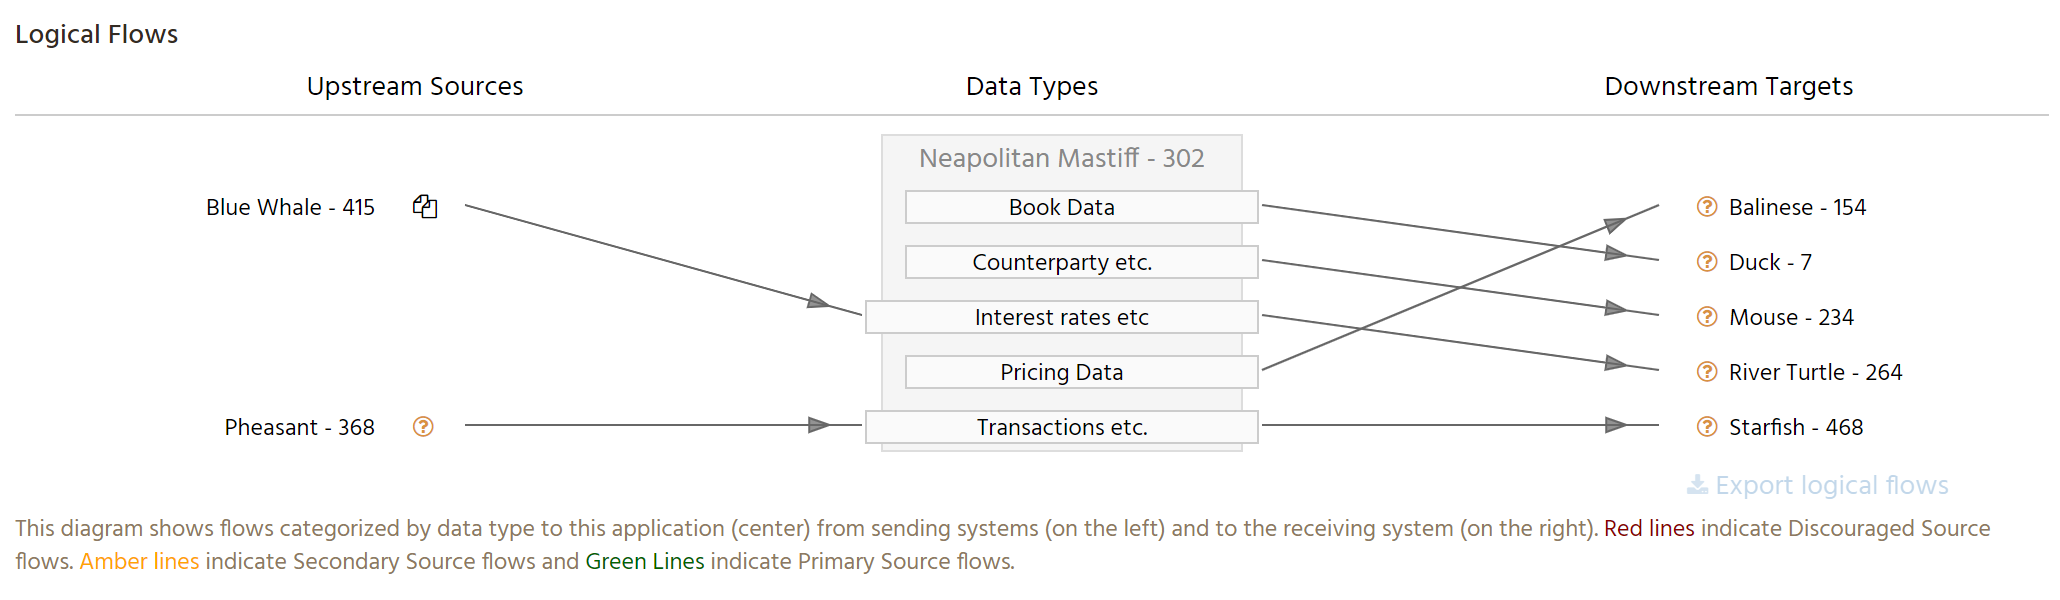 Logical Flows
Upstream Sources
Data Types
Downstream Targets
Neapolitan Mastiff - 302
Blue Whale - 415
Book Data
Balinese - 154
Counterparty etc.
Duck - 7
Interest rates etc
Mouse - 234
Pricing Data
River Turtle - 264
Pheasant - 368
Transactions etc.
Starfish - 468
Export logical flows
This diagram shows flows categorized by data type to this application (center) from sending systems (on the left) and to the receiving system (on the right). Red lines indicate Discouraged Source
flows. Amber lines indicate Secondary Source flows and Green Lines indicate Primary Source flows.